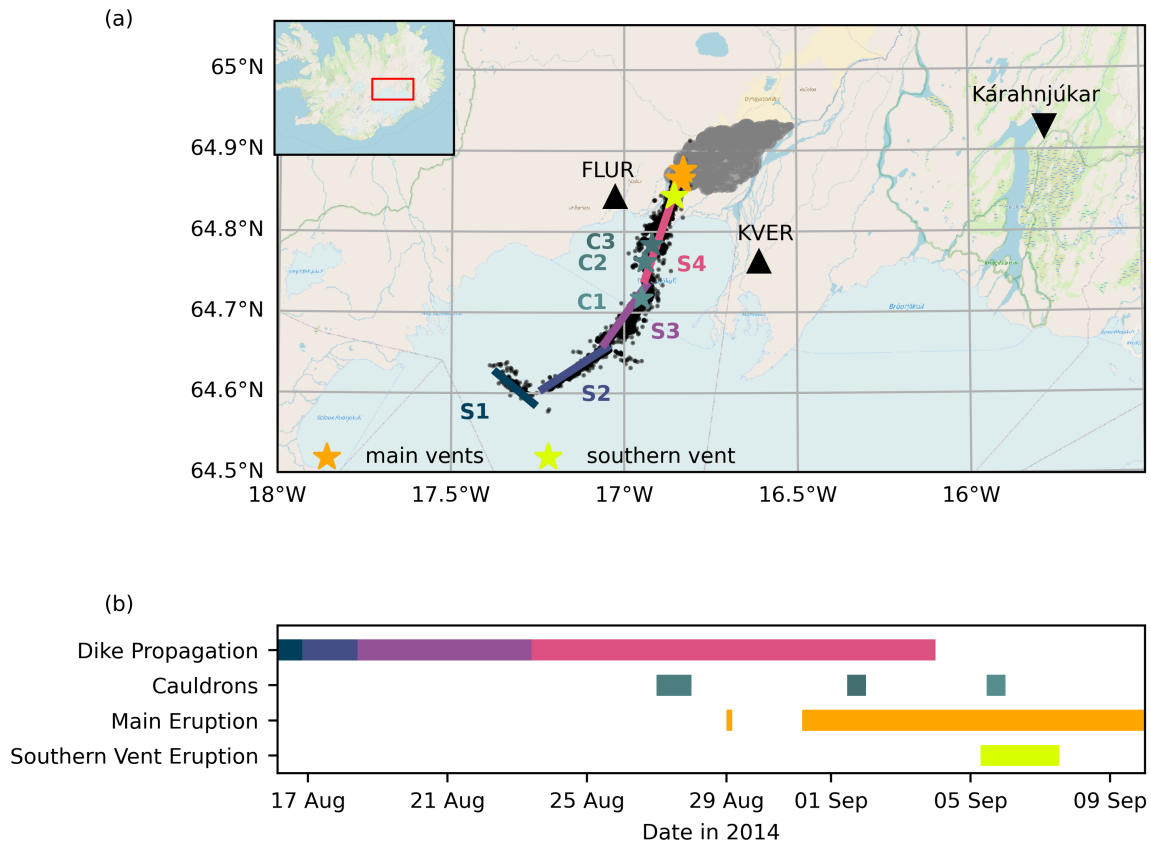 (a)
65°N
64.9°N
64.8°N
64.7°N
64.6°N
64.5°N
18°W
17.5°W
17°W
16.5°W
16°W
Kárahnjúkar
FLUR
KVER
C3
C2
S4
C1
S3
S2
S1
main vents
southern vent
(b)
Dike Propagation
Cauldrons
Main Eruption
Southern Vent Eruption
17 Aug
21 Aug
25 Aug
29 Aug
01 Sep
05 Sep
09 Sep
Date in 2014